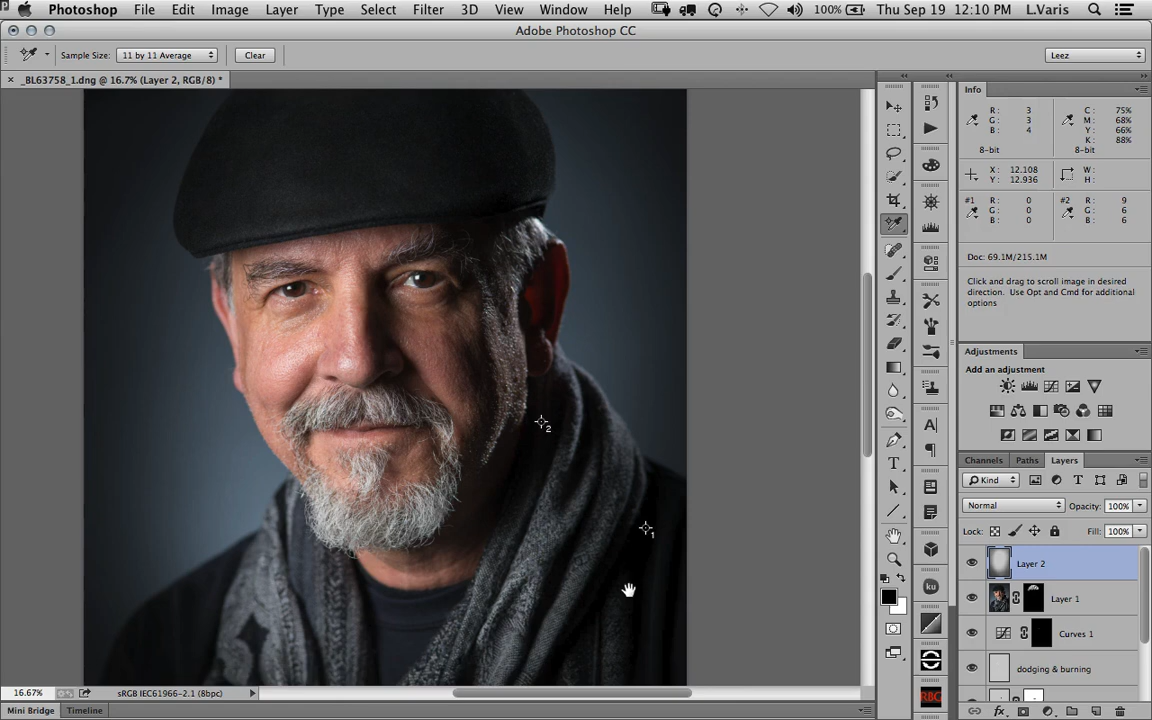 Photoshop File Edit Image Layer Type Select Filter 3D View Window Help 100% Thu Sep 19 12:10 PM L.Varis
Adobe Photoshop CC
Sample Size: 11 by 11 Average Clear Leez
_BL63758_1.dng @ 16.7% (Layer 2, RGB/8) *
Info
R: 3 C: 75%
G: 3 M: 68%
B: 4 Y: 66%
K: 88%
8-bit 8-bit
X: 12.108 W:
Y: 12.936 H:
#1 R: 0 #2 R: 9
G: 0 G: 6
B: 0 B: 6
Doc: 69.1M/215.1M
Click and drag to scroll image in desired
direction. Use Opt and Cmd for additional
options
Adjustments
Add an adjustment
Channels Paths Layers
Kind
Normal Opacity: 100%
Lock: Fill: 100%
Layer 2
Layer 1
Curves 1
dodging & burning
2
1
A
T
ku
RBG
16.67% sRGB IEC61966-2.1 (8bpc)
Mini Bridge Timeline